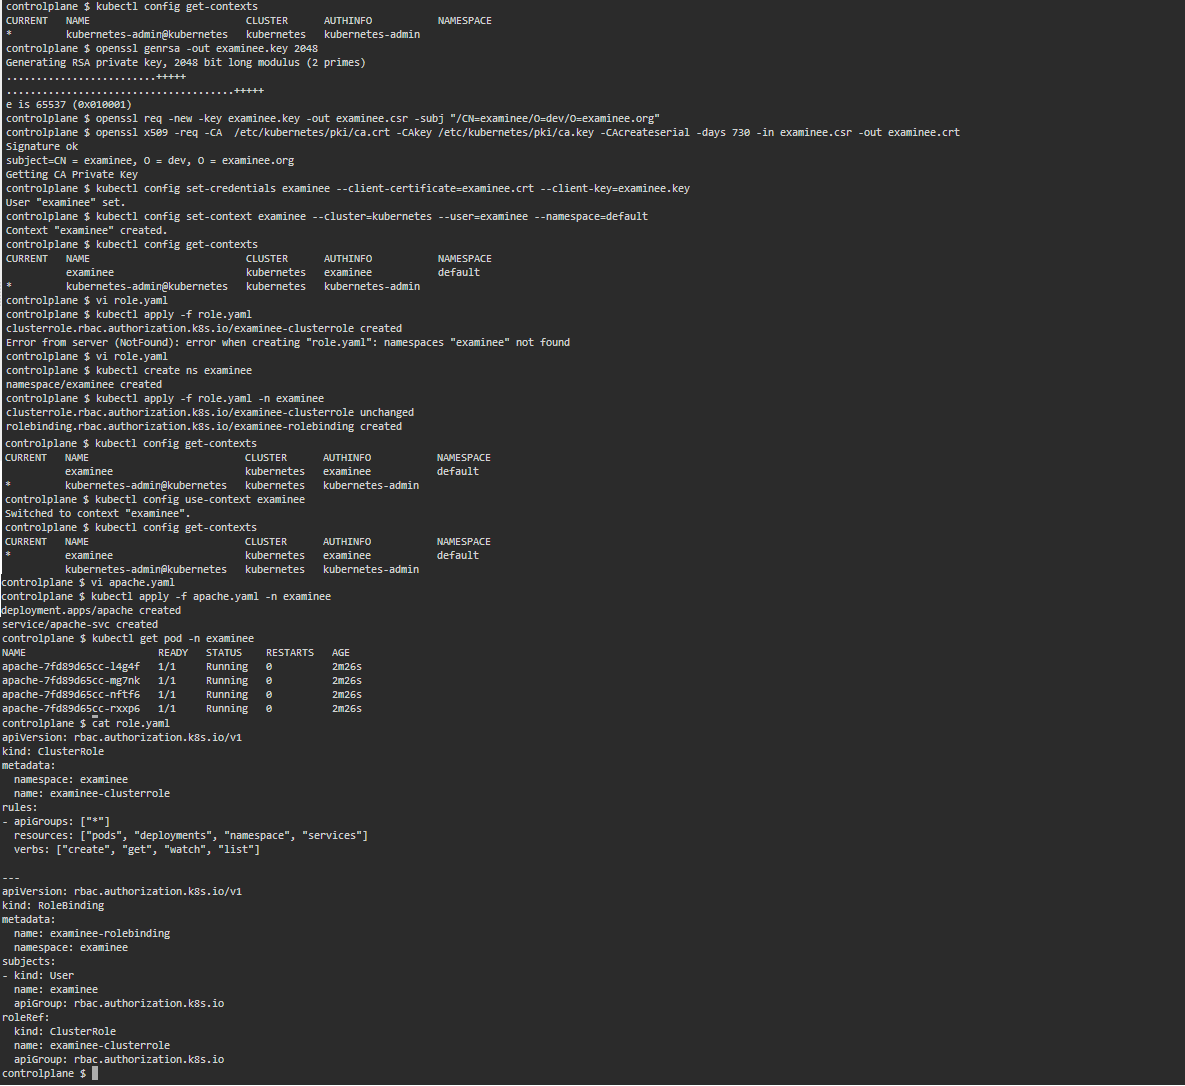 controlplane $ kubectl config get-contexts
CURRENT   NAME                          CLUSTER      AUTHINFO           NAMESPACE
*         kubernetes-admin@kubernetes   kubernetes   kubernetes-admin
controlplane $ openssl genrsa -out examinee.key 2048
Generating RSA private key, 2048 bit long modulus (2 primes)
.........................+++++
......................................+++++
e is 65537 (0x010001)
controlplane $ openssl req -new -key examinee.key -out examinee.csr -subj "/CN=examinee/O=dev/O=examinee.org"
controlplane $ openssl x509 -req -CA  /etc/kubernetes/pki/ca.crt -CAkey /etc/kubernetes/pki/ca.key -CAcreateserial -days 730 -in examinee.csr -out examinee.crt
Signature ok
subject=CN = examinee, O = dev, O = examinee.org
Getting CA Private Key
controlplane $ kubectl config set-credentials examinee --client-certificate=examinee.crt --client-key=examinee.key
User "examinee" set.
controlplane $ kubectl config set-context examinee --cluster=kubernetes --user=examinee --namespace=default
Context "examinee" created.
controlplane $ kubectl config get-contexts
CURRENT   NAME                          CLUSTER      AUTHINFO           NAMESPACE
          examinee                      kubernetes   examinee           default
*         kubernetes-admin@kubernetes   kubernetes   kubernetes-admin
controlplane $ vi role.yaml
controlplane $ kubectl apply -f role.yaml
clusterrole.rbac.authorization.k8s.io/examinee-clusterrole created
Error from server (NotFound): error when creating "role.yaml": namespaces "examinee" not found
controlplane $ vi role.yaml
controlplane $ kubectl create ns examinee
namespace/examinee created
controlplane $ kubectl apply -f role.yaml -n examinee
clusterrole.rbac.authorization.k8s.io/examinee-clusterrole unchanged
rolebinding.rbac.authorization.k8s.io/examinee-rolebinding created
controlplane $ kubectl config get-contexts
CURRENT   NAME                          CLUSTER      AUTHINFO           NAMESPACE
          examinee                      kubernetes   examinee           default
*         kubernetes-admin@kubernetes   kubernetes   kubernetes-admin
controlplane $ kubectl config use-context examinee
Switched to context "examinee".
controlplane $ kubectl config get-contexts
CURRENT   NAME                          CLUSTER      AUTHINFO           NAMESPACE
*         examinee                      kubernetes   examinee           default
          kubernetes-admin@kubernetes   kubernetes   kubernetes-admin
controlplane $ vi apache.yaml
controlplane $ kubectl apply -f apache.yaml -n examinee
deployment.apps/apache created
service/apache-svc created
controlplane $ kubectl get pod -n examinee
NAME                      READY   STATUS    RESTARTS   AGE
apache-7fd89d65cc-l4g4f   1/1     Running   0          2m26s
apache-7fd89d65cc-mg7nk   1/1     Running   0          2m26s
apache-7fd89d65cc-nftf6   1/1     Running   0          2m26s
apache-7fd89d65cc-rxxp6   1/1     Running   0          2m26s
controlplane $ cat role.yaml
apiVersion: rbac.authorization.k8s.io/v1
kind: ClusterRole
metadata:
  namespace: examinee
  name: examinee-clusterrole
rules:
- apiGroups: ["*"]
  resources: ["pods", "deployments", "namespace", "services"]
  verbs: ["create", "get", "watch", "list"]

---
apiVersion: rbac.authorization.k8s.io/v1
kind: RoleBinding
metadata:
  name: examinee-rolebinding
  namespace: examinee
subjects:
- kind: User
  name: examinee
  apiGroup: rbac.authorization.k8s.io
roleRef:
  kind: ClusterRole
  name: examinee-clusterrole
  apiGroup: rbac.authorization.k8s.io
controlplane $